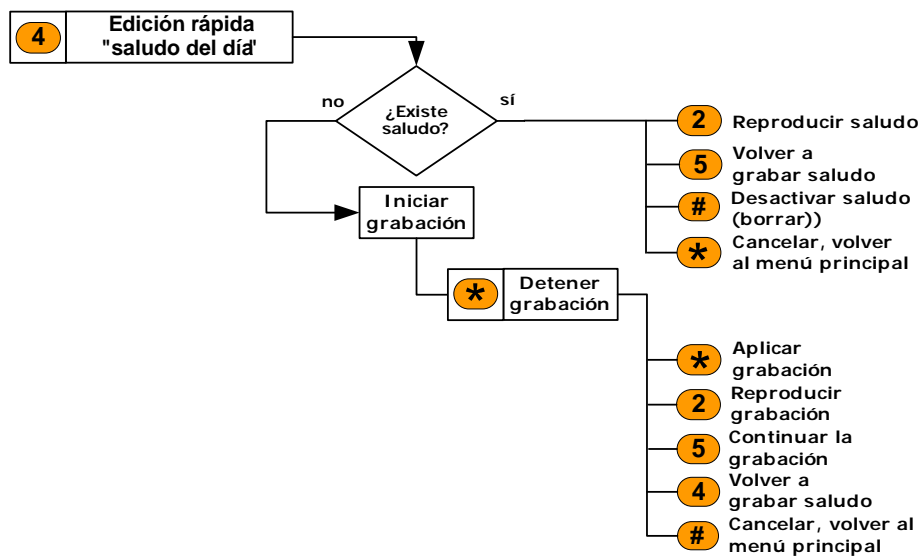 4
Edición rápida
"saludo del día"
¿Existe
saludo?
no
sí
2
Reproducir saludo
5
Volver a
grabar saludo
#
Desactivar saludo
(borrar))
*
Cancelar, volver
al menú principal
Iniciar
grabación
*
Detener
grabación
*
Aplicar
grabación
2
Reproducir
grabación
5
Continuar la
grabación
4
Volver a
grabar saludo
#
Cancelar, volver al
menú principal